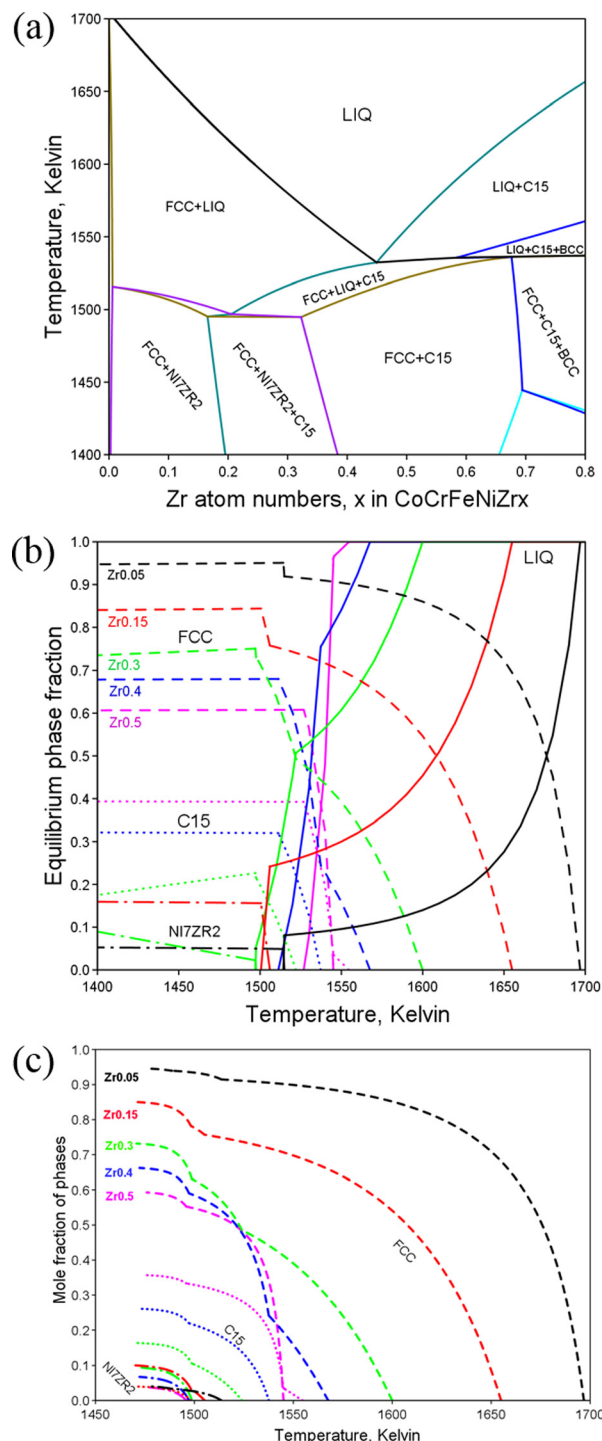 (a)
1700
1600
1500
1400
Temperature, Kelvin
LIQ
FCC+LIQ
LIQ+C15
LIQ+C15+BCC
FCC+LIQ+C15
FCC+NI7ZR2
FCC+NI7ZR2+C15
FCC+C15
FCC+C15+BCC
0.0 0.1 0.2 0.3 0.4 0.5 0.6 0.7 0.8
Zr atom numbers, x in CoCrFeNiZrx
(b)
1.0
0.9
0.8
0.7
0.6
0.5
0.4
0.3
0.2
0.1
0.0
Equilibrium phase fraction
LIQ
Zr0.05
Zr0.15
FCC
Zr0.3
Zr0.4
Zr0.5
C15
NI7ZR2
1400 1450 1500 1550 1600 1650 1700
Temperature, Kelvin
(c)
1.0
0.9
0.8
0.7
0.6
0.5
0.4
0.3
0.2
0.1
0.0
Mole fraction of phases
Zr0.05
Zr0.15
Zr0.3
Zr0.4
Zr0.5
FCC
C15
NI7ZR2
1450 1500 1550 1600 1650 1700
Temperature, Kelvin